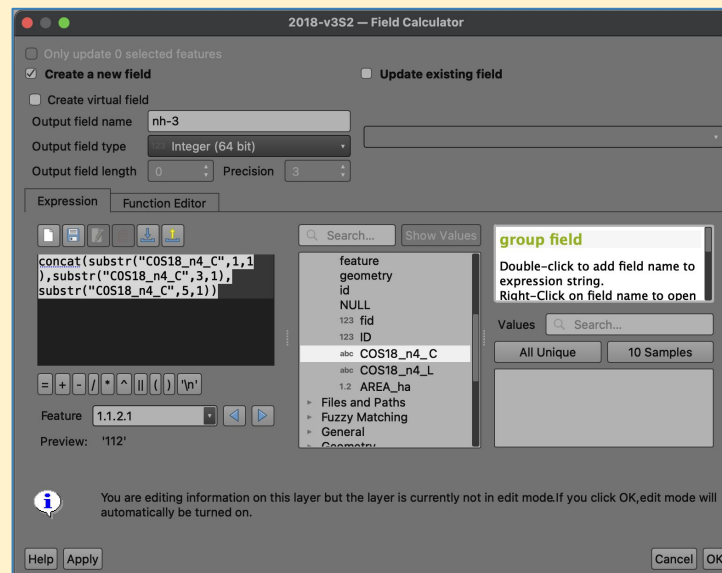 2018-v3S2 — Field Calculator
Only update 0 selected features
Create a new field
Update existing field
Create virtual field
Output field name nh-3
Output field type 123 Integer (64 bit)
Output field length 0 Precision 3
Expression Function Editor
Search... Show Values
concat(substr("COS18_n4_C",1,1
),substr("COS18_n4_C",3,1),
substr("COS18_n4_C",5,1))
= + - / * ^ || ( ) '\n'
Feature 1.1.2.1
Preview: '112'
feature
geometry
id
NULL
123 fid
123 ID
abc COS18_n4_C
abc COS18_n4_L
1.2 AREA_ha
Files and Paths
Fuzzy Matching
General
Geometry
group field
Double-click to add field name to
expression string.
Right-Click on field name to open
Values Search...
All Unique 10 Samples
You are editing information on this layer but the layer is currently not in edit mode.If you click OK,edit mode will
automatically be turned on.
Help Apply Cancel OK